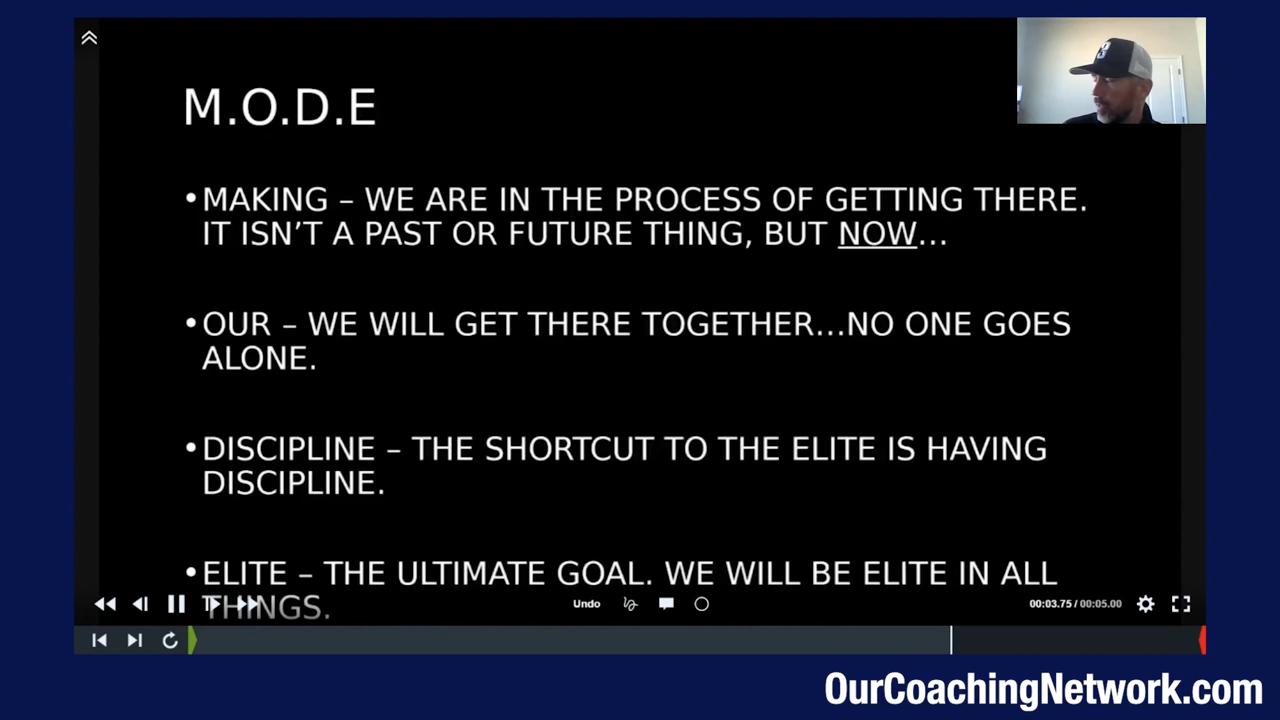 M.O.D.E
•MAKING – WE ARE IN THE PROCESS OF GETTING THERE.
IT ISN'T A PAST OR FUTURE THING, BUT NOW…
•OUR – WE WILL GET THERE TOGETHER…NO ONE GOES
ALONE.
•DISCIPLINE – THE SHORTCUT TO THE ELITE IS HAVING
DISCIPLINE.
•ELITE – THE ULTIMATE GOAL. WE WILL BE ELITE IN ALL
THINGS.
Undo
00:03.75 / 00:05.00
OurCoachingNetwork.com